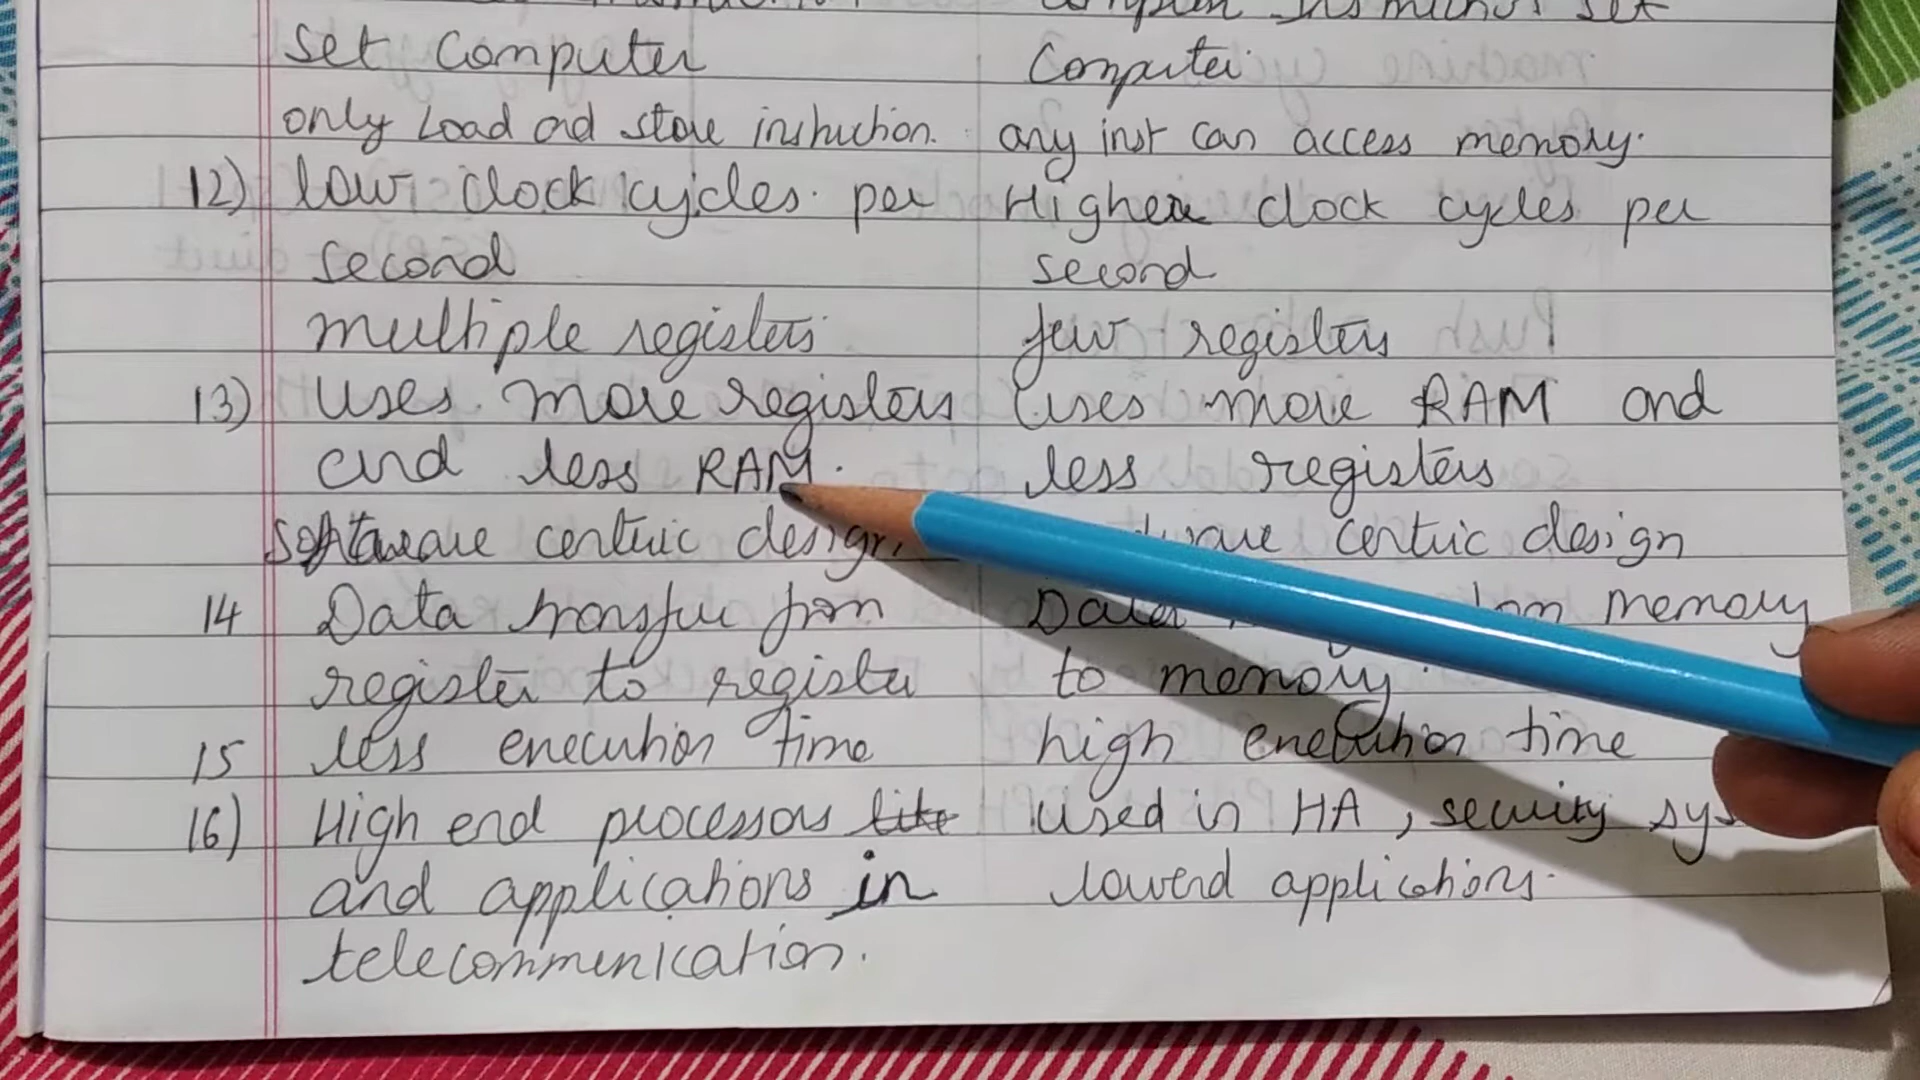 set Computer Computer
only Load and store instruction. any inst can access memory.
12) low clock cycles per Higher clock cycles per
second second
multiple registers few registers
13) uses more registers uses more RAM and
and less RAM. less registers
Software centric design. centric design
14 Data transfer from Data memory
register to register to memory.
15 less execution time high execution time
16) High end processors like used in HA, security sys
and applications in lowend applications.
telecommunication.